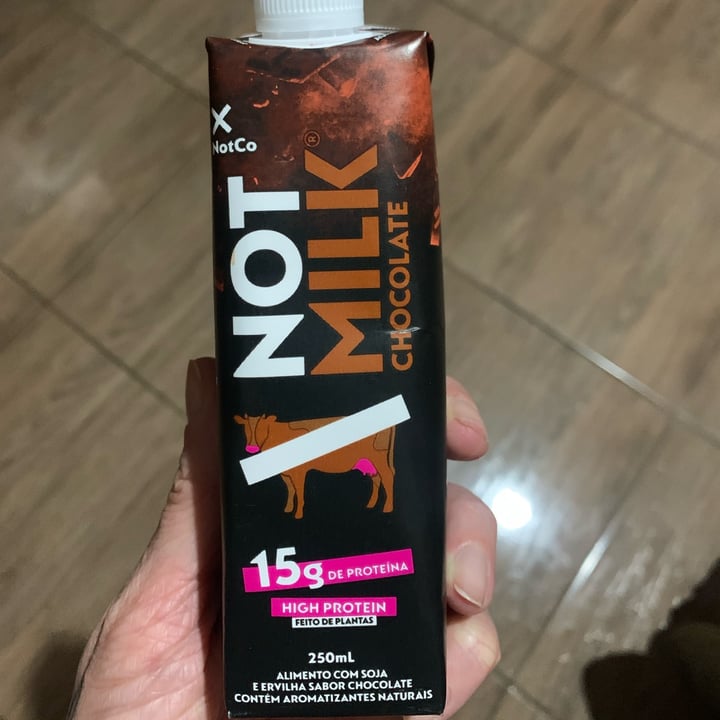 NotCo
NOT
MILK®
CHOCOLATE
15g DE PROTEÍNA
HIGH PROTEIN
FEITO DE PLANTAS
250mL
ALIMENTO COM SOJA
E ERVILHA SABOR CHOCOLATE
CONTÉM AROMATIZANTES NATURAIS